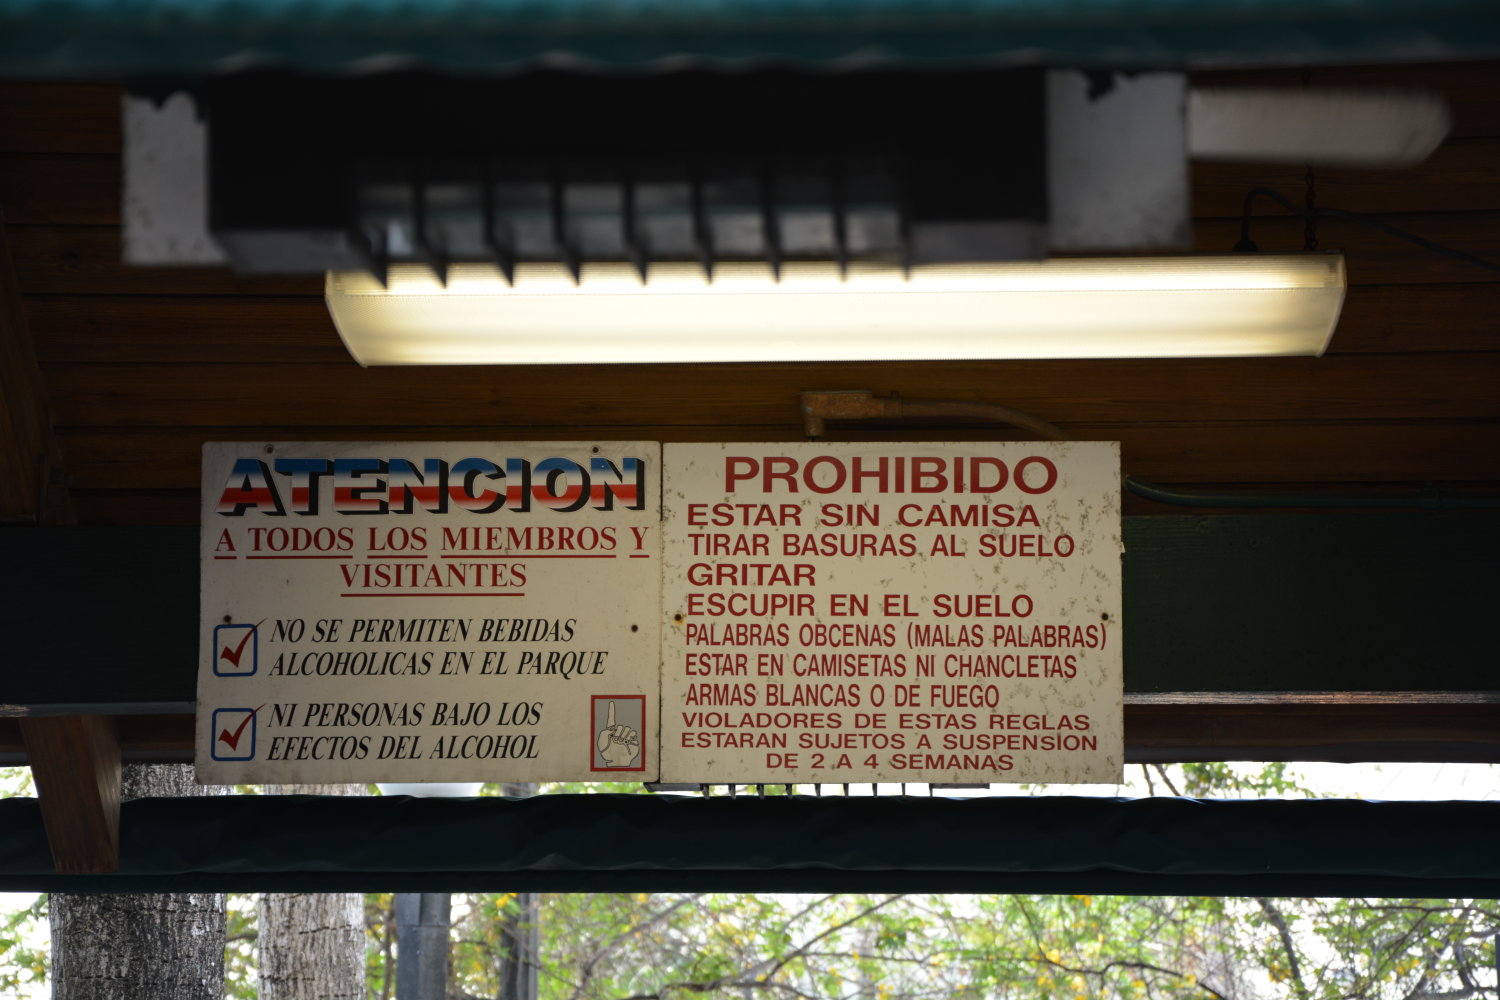 ATENCION
A TODOS LOS MIEMBROS Y
VISITANTES
NO SE PERMITEN BEBIDAS
ALCOHOLICAS EN EL PARQUE
NI PERSONAS BAJO LOS
EFECTOS DEL ALCOHOL
PROHIBIDO
ESTAR SIN CAMISA
TIRAR BASURAS AL SUELO
GRITAR
ESCUPIR EN EL SUELO
PALABRAS OBCENAS (MALAS PALABRAS)
ESTAR EN CAMISETAS NI CHANCLETAS
ARMAS BLANCAS O DE FUEGO
VIOLADORES DE ESTAS REGLAS
ESTARAN SUJETOS A SUSPENSION
DE 2 A 4 SEMANAS